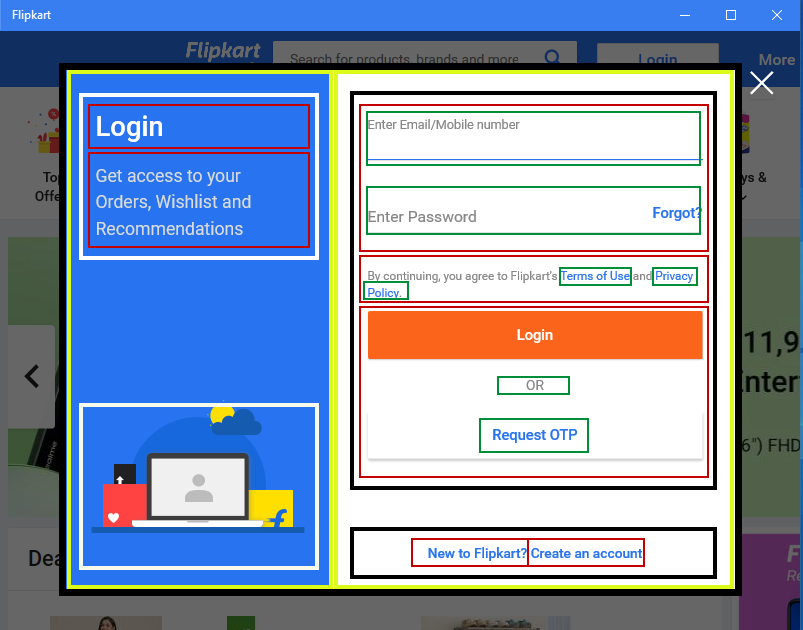 Flipkart
Flipkart
Search for products, brands and more
Login
More
Login
Get access to your
Orders, Wishlist and
Recommendations
Enter Email/Mobile number
Enter Password
Forgot?
By continuing, you agree to Flipkart's Terms of Use and Privacy
Policy.
Login
OR
Request OTP
New to Flipkart? Create an account
Top
Offe
ys &
11,9
6") FHD
Dea